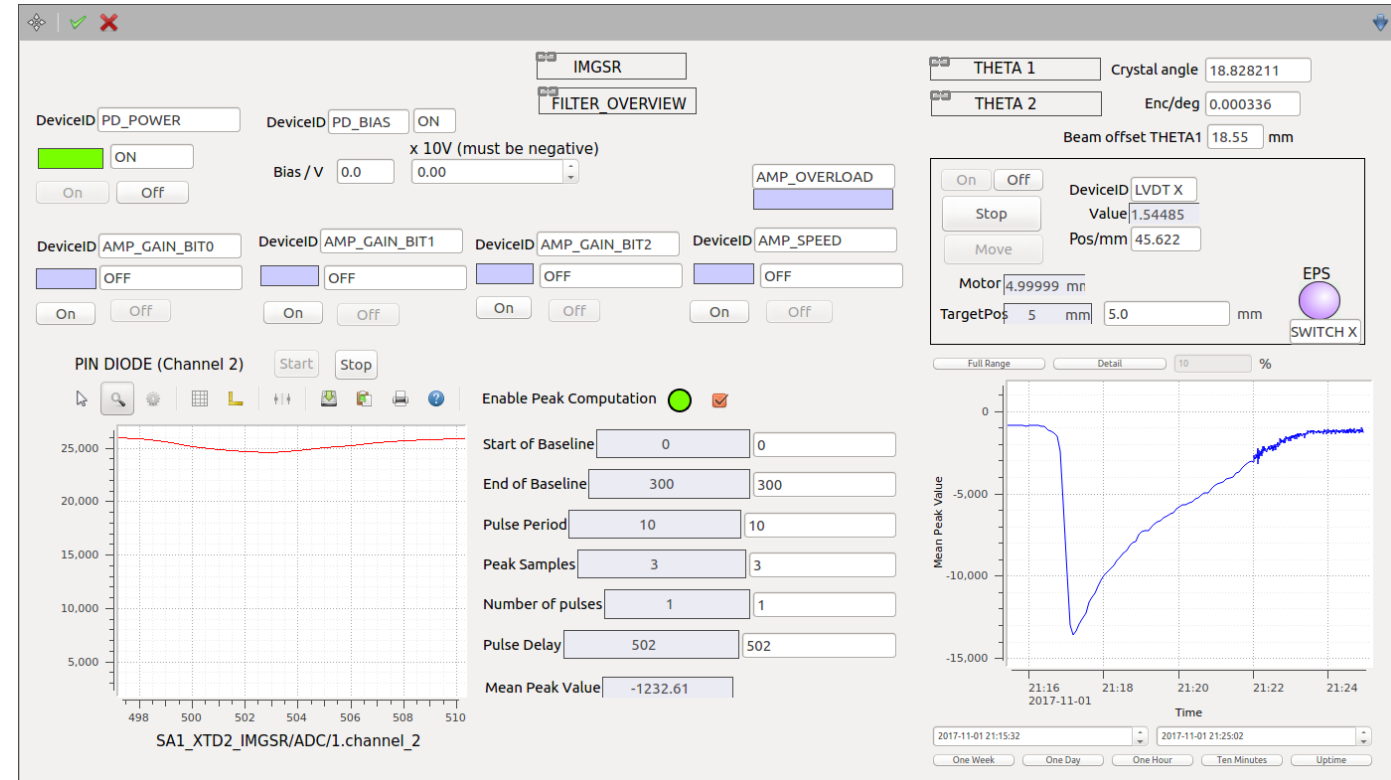 IMGSR
FILTER_OVERVIEW
DeviceID PD_POWER
ON
On Off
DeviceID PD_BIAS ON
x 10V (must be negative)
Bias / V 0.0 0.00
AMP_OVERLOAD
DeviceID AMP_GAIN_BIT0
OFF
On Off
DeviceID AMP_GAIN_BIT1
OFF
On Off
DeviceID AMP_GAIN_BIT2
OFF
On Off
DeviceID AMP_SPEED
OFF
On Off
PIN DIODE (Channel 2) Start Stop
25,000
20,000
15,000
10,000
5,000
498 500 502 504 506 508 510
SA1_XTD2_IMGSR/ADC/1.channel_2
Enable Peak Computation
Start of Baseline 0 0
End of Baseline 300 300
Pulse Period 10 10
Peak Samples 3 3
Number of pulses 1 1
Pulse Delay 502 502
Mean Peak Value -1232.61
THETA 1 Crystal angle 18.828211
THETA 2 Enc/deg 0.000336
Beam offset THETA1 18.55 mm
On Off
Stop
Move
DeviceID LVDT X
Value 1.54485
Pos/mm 45.622
Motor 4.99999
TargetPos 5 mm 5.0 mm
EPS
SWITCH X
Full Range Detail 10 %
Mean Peak Value
0
-5,000
-10,000
-15,000
21:16 21:18 21:20 21:22 21:24
2017-11-01
Time
2017-11-01 21:15:32 2017-11-01 21:25:02
One Week One Day One Hour Ten Minutes Uptime